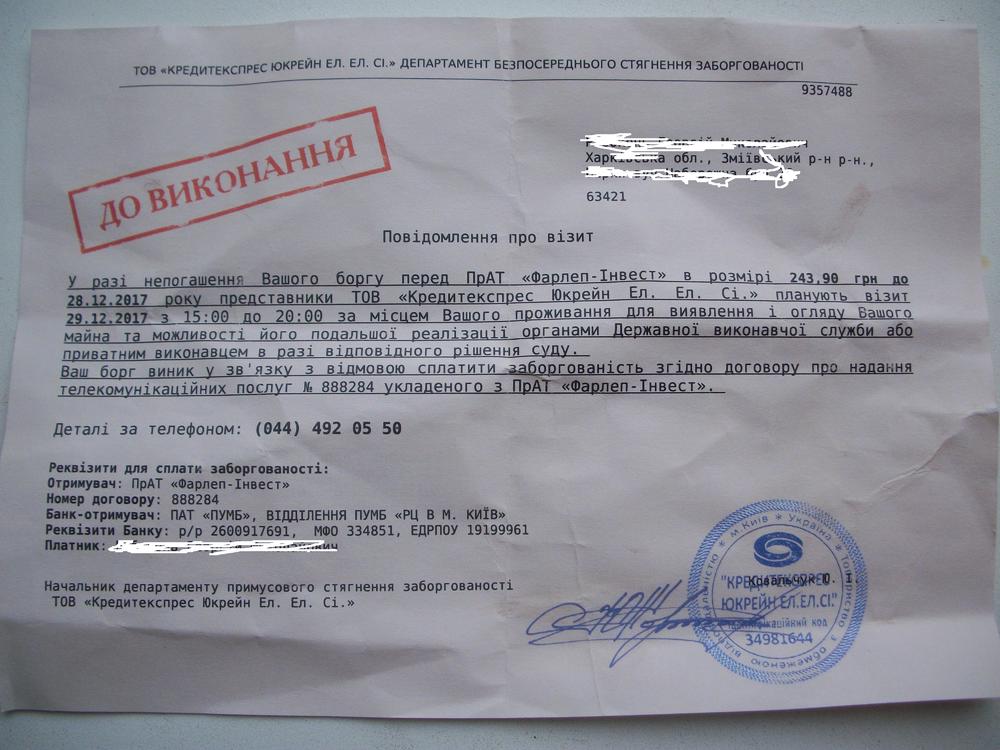 ТОВ «КРЕДИТЕКСПРЕС ЮКРЕЙН ЕЛ. ЕЛ. СІ.» ДЕПАРТАМЕНТ БЕЗПОСЕРЕДНЬОГО СТЯГНЕННЯ ЗАБОРГОВАНОСТІ
9357488
ДО ВИКОНАННЯ
Харківська обл., Зміївський р-н р-н.,
63421
Повідомлення про візит
У разі непогашення Вашого боргу перед ПрАТ «Фарлеп-Інвест» в розмірі 243,90 грн до
28.12.2017 року представники ТОВ «Кредитекспрес Юкрейн Ел. Ел. Сі.» планують візит
29.12.2017 з 15:00 до 20:00 за місцем Вашого проживання для виявлення і огляду Вашого
майна та можливості його подальшої реалізації органами Державної виконавчої служби або
приватним виконавцем в разі відповідного рішення суду.
Ваш борг виник у зв'язку з відмовою сплатити заборгованість згідно договору про надання
телекомунікаційних послуг № 888284 укладеного з ПрАТ «Фарлеп-Інвест».
Деталі за телефоном: (044) 492 05 50
Реквізити для сплати заборгованості:
Отримувач: ПрАТ «Фарлеп-Інвест»
Номер договору: 888284
Банк-отримувач: ПАТ «ПУМБ», ВІДДІЛЕННЯ ПУМБ «РЦ В М. КИЇВ»
Реквізити Банку: р/р 2600917691, МФО 334851, ЕДРПОУ 19199961
Платник:
Начальник департаменту примусового стягнення заборгованості
ТОВ «Кредитекспрес Юкрейн Ел. Ел. Сі.»
Ковальчук Ю. І.
Україна * Товариство з обмеженою відповідальністю * м.Київ *
"КРЕДИТЕКСПРЕС
ЮКРЕЙН ЕЛ.ЕЛ.СІ."
Ідентифікаційний код
34981644